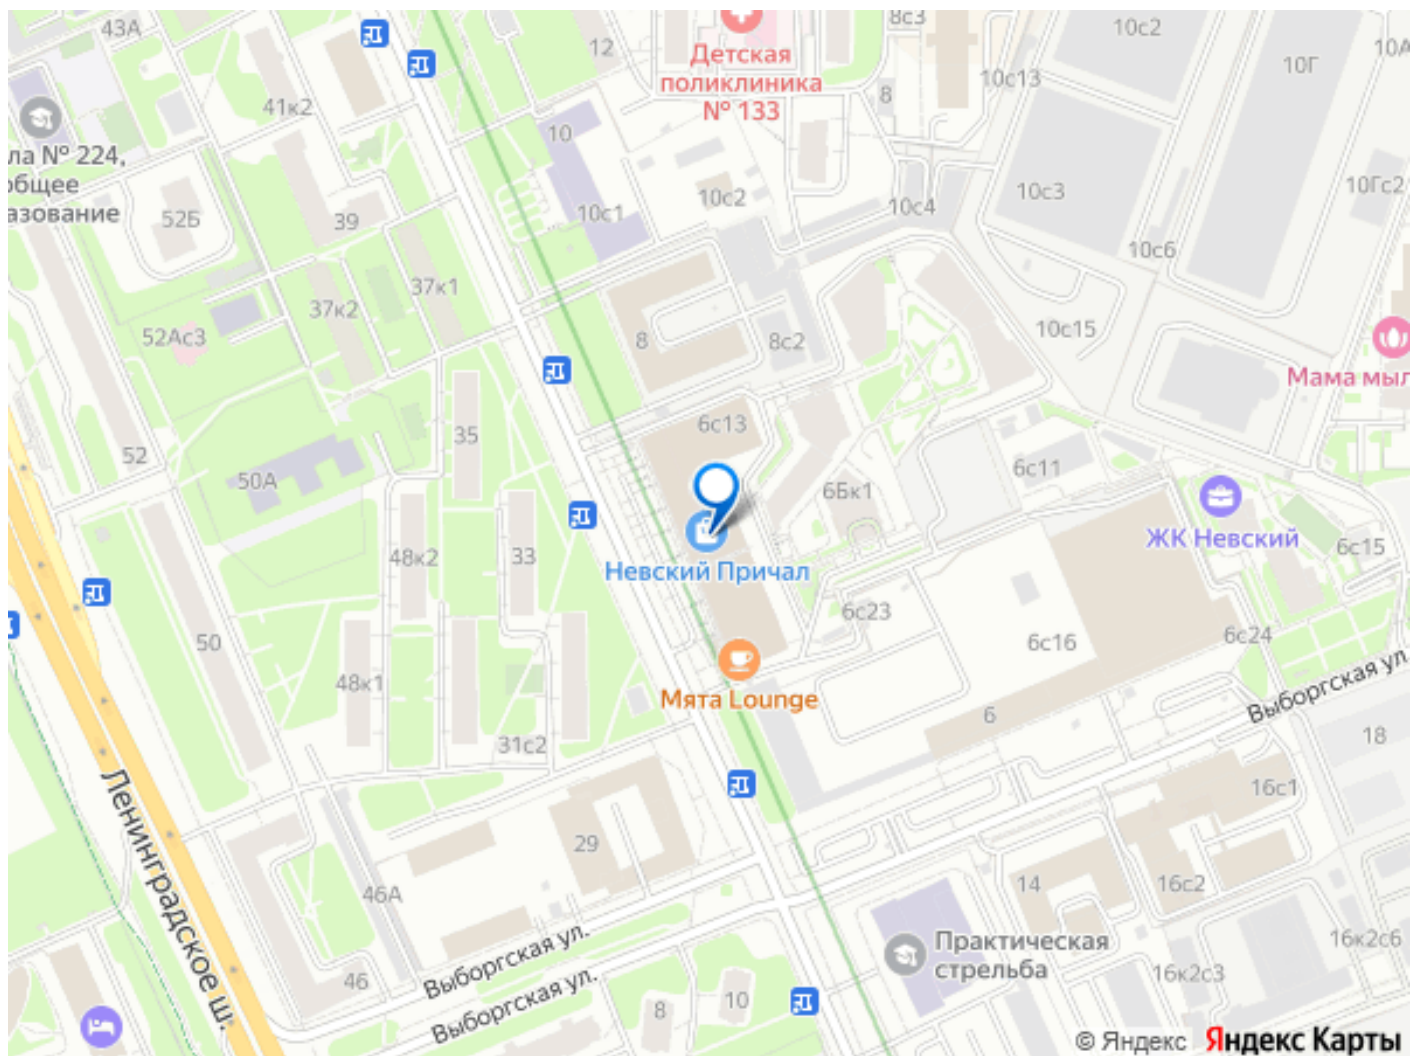 43А
8с3
10с2
12
Детская
поликлиника
№ 133
10А
10Г
10с13
41к2
8
10
ла № 224,
общее
азование
10с3
10Гс2
52Б
39
10с1
10с2
10с4
10с6
37к1
37к2
52Ас3
8
8с2
10с15
Мама мыл
6с13
35
52
50А
6с11
6Бк1
ЖК Невский
6с15
48к2
33
Невский Причал
6с23
50
6с16
6с24
48к1
Мята Lounge
Выборгская ул.
6
31с2
18
Ленинградское ш.
16с1
29
46А
14
16с2
Выборгская ул.
Практическая
стрельба
16к2с6
16к2с3
46
Выборгская ул.
8
10
© Яндекс Яндекс Карты